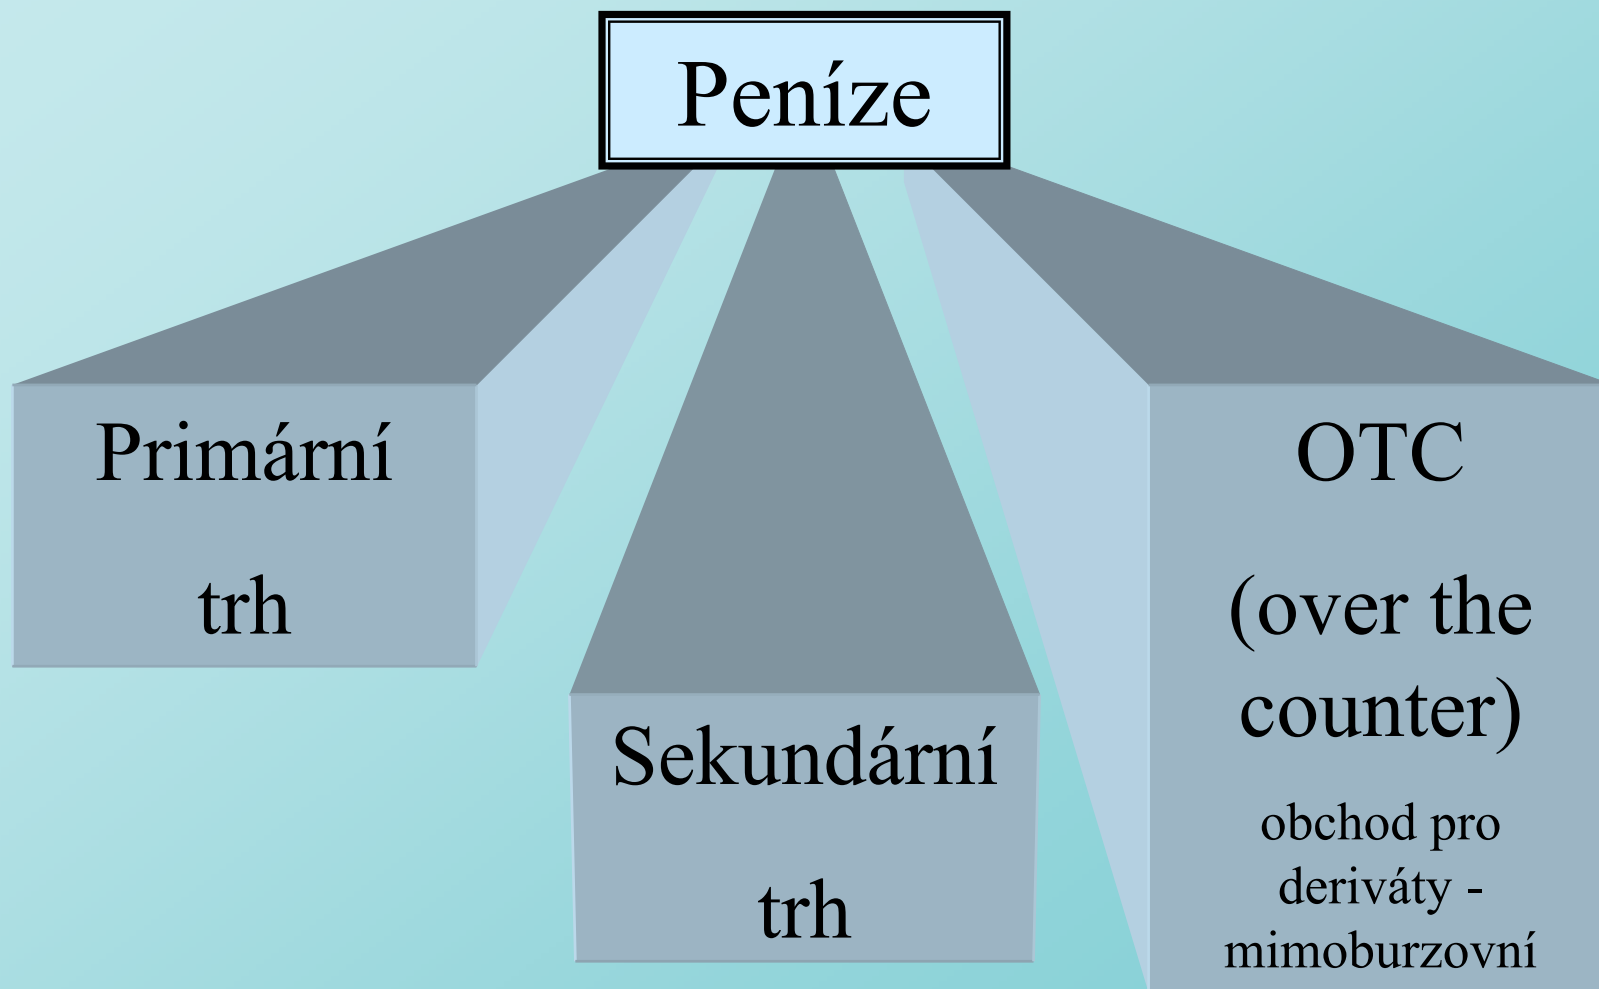 Peníze
Primární
trh
Sekundární
trh
OTC
(over the
counter)
obchod pro
deriváty -
mimoburzovní